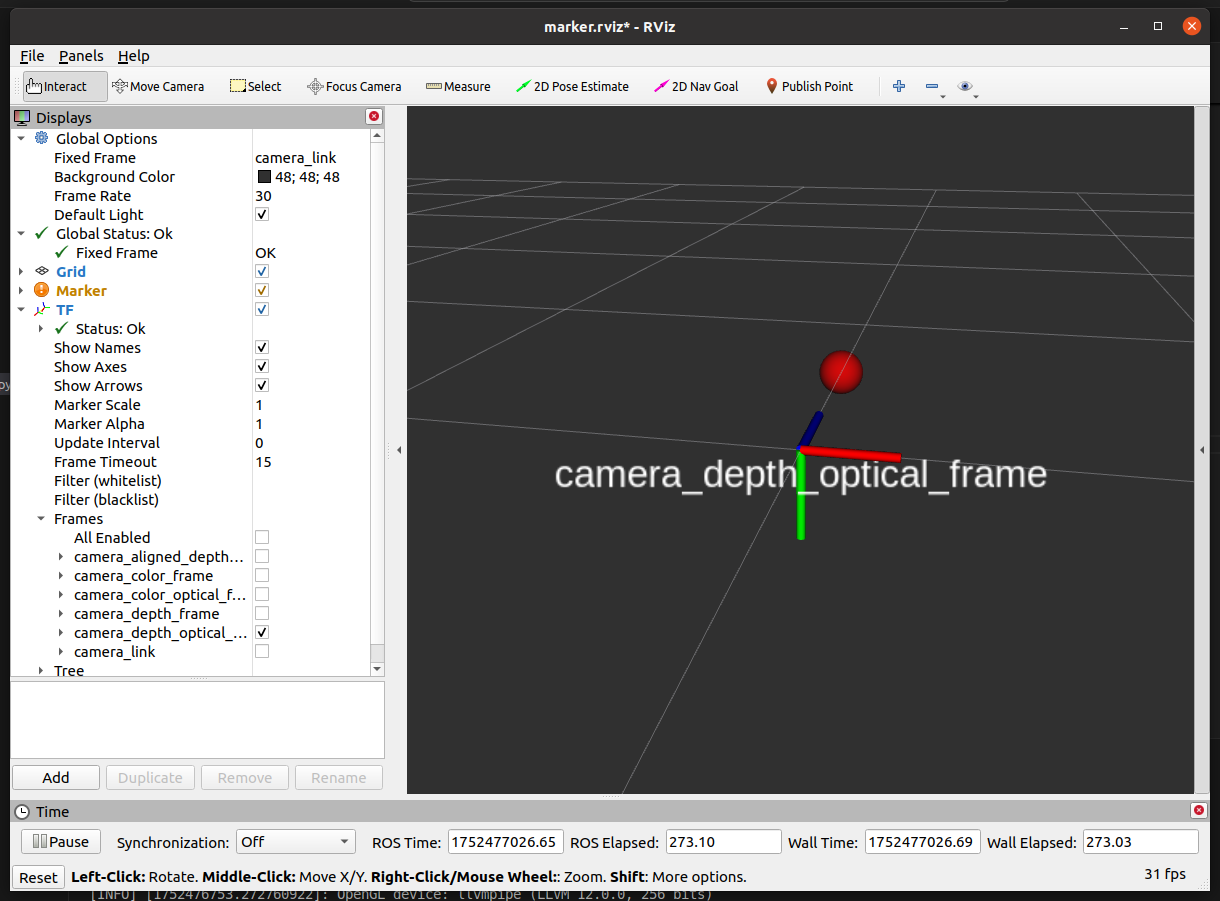 marker.rviz* - RViz
File Panels Help
Interact Move Camera Select Focus Camera Measure 2D Pose Estimate 2D Nav Goal Publish Point
Displays
Global Options
Fixed Frame camera_link
Background Color 48; 48; 48
Frame Rate 30
Default Light
Global Status: Ok
Fixed Frame OK
Grid
Marker
TF
Status: Ok
Show Names
Show Axes
Show Arrows
Marker Scale 1
Marker Alpha 1
Update Interval 0
Frame Timeout 15
Filter (whitelist)
Filter (blacklist)
Frames
All Enabled
camera_aligned_depth...
camera_color_frame
camera_color_optical_f...
camera_depth_frame
camera_depth_optical_...
camera_link
Tree
camera_depth_optical_frame
Add Duplicate Remove Rename
Time
Pause Synchronization: Off ROS Time: 1752477026.65 ROS Elapsed: 273.10 Wall Time: 1752477026.69 Wall Elapsed: 273.03
Reset Left-Click: Rotate. Middle-Click: Move X/Y. Right-Click/Mouse Wheel:: Zoom. Shift: More options. 31 fps
[INFO] [1752476753.272760922]: OpenGL device: llvmpipe (LLVM 12.0.0, 256 bits)